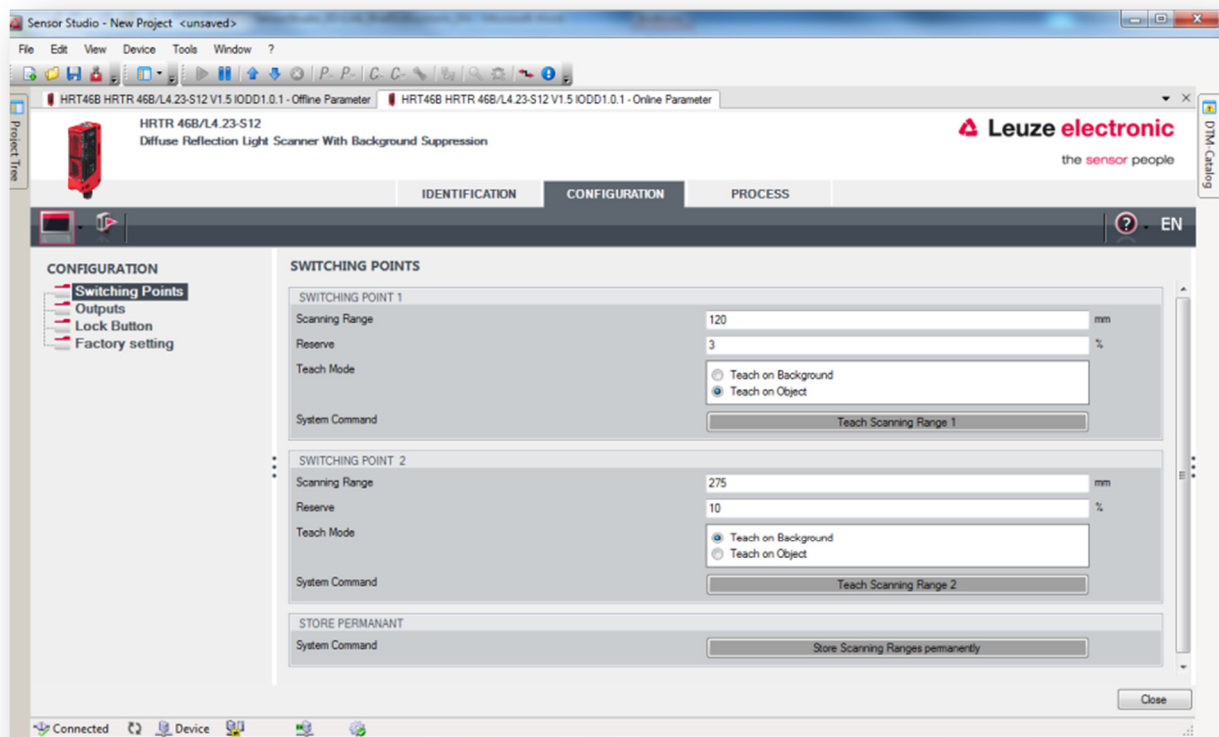 Sensor Studio - New Project <unsaved>
File Edit View Device Tools Window ?
HRT46B HRTR 46B/L4.23-S12 V1.5 IODD1.0.1 - Offline Parameter
HRT46B HRTR 46B/L4.23-S12 V1.5 IODD1.0.1 - Online Parameter
Project Tree
DTM-Catalog
HRTR 46B/L4.23-S12
Diffuse Reflection Light Scanner With Background Suppression
Leuze electronic
the sensor people
IDENTIFICATION CONFIGURATION PROCESS
? EN
CONFIGURATION
Switching Points
Outputs
Lock Button
Factory setting
SWITCHING POINTS
SWITCHING POINT 1
Scanning Range 120 mm
Reserve 3 %
Teach Mode
Teach on Background
Teach on Object
System Command Teach Scanning Range 1
SWITCHING POINT 2
Scanning Range 275 mm
Reserve 10 %
Teach Mode
Teach on Background
Teach on Object
System Command Teach Scanning Range 2
STORE PERMANANT
System Command Store Scanning Ranges permanently
Close
Connected Device